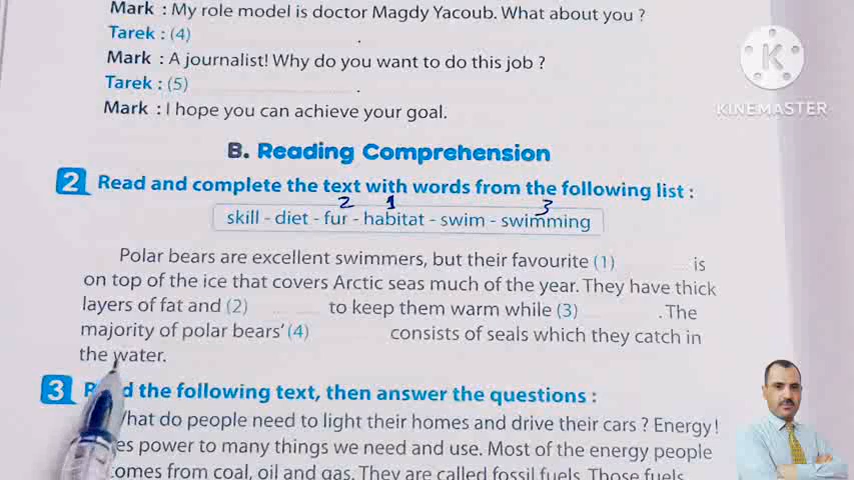 Mark : My role model is doctor Magdy Yacoub. What about you ?
Tarek : (4) .
Mark : A journalist! Why do you want to do this job ?
Tarek : (5) .
Mark : I hope you can achieve your goal.
KINEMASTER
B. Reading Comprehension
2 Read and complete the text with words from the following list :
2 1 3
skill - diet - fur - habitat - swim - swimming
Polar bears are excellent swimmers, but their favourite (1) is
on top of the ice that covers Arctic seas much of the year. They have thick
layers of fat and (2) to keep them warm while (3) . The
majority of polar bears' (4) consists of seals which they catch in
the water.
3 Read the following text, then answer the questions :
What do people need to light their homes and drive their cars ? Energy!
power to many things we need and use. Most of the energy people
comes from coal, oil and gas. They are called fossil fuels. Those fuels